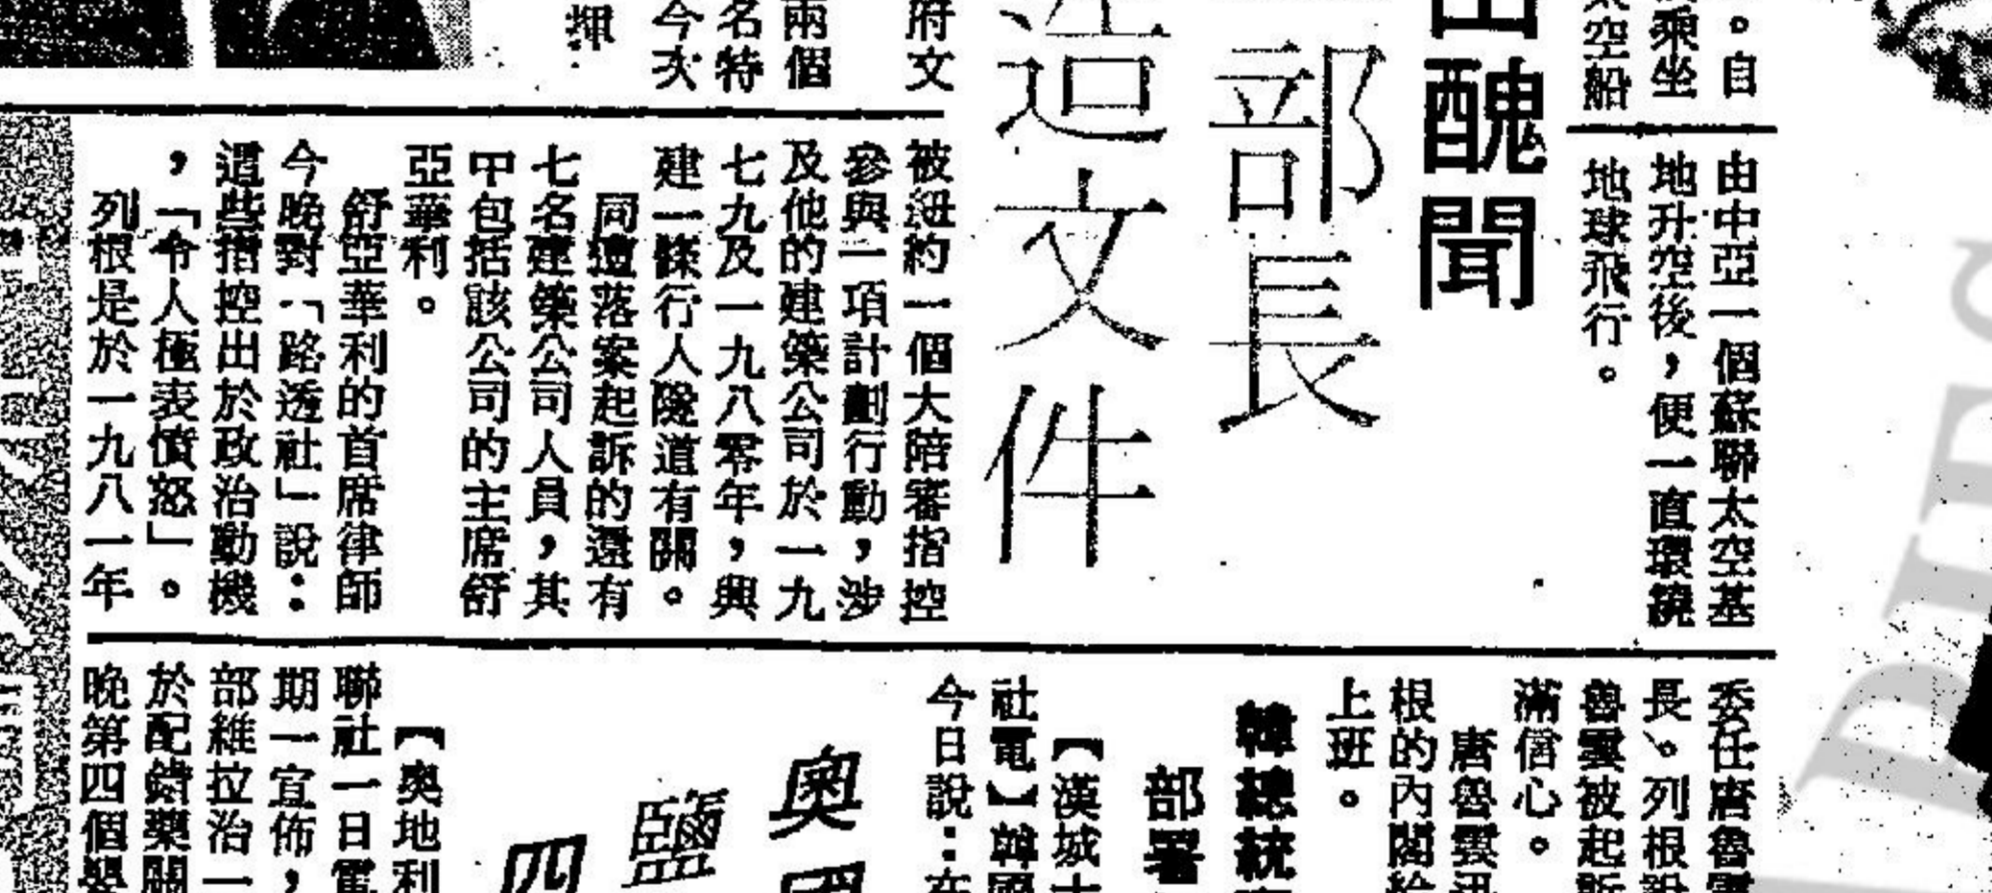 。自
乘坐
太空船
由中亞一個蘇聯太空基
地升空後，便一直環繞
地球飛行。
出醜聞
部長
造文件
府文
兩個
名特
今次
押
被紐約一個大陪審指控
參與一項計劃行動，涉
及他的建築公司於一九
七九及一九八零年，興
建一條行人隧道有關。
同遭落案起訴的還有
七名建築公司人員，其
中包括該公司的主席舒
亞華利。
舒亞華利的首席律師
今晚對「路透社」說：
這些指控出於政治動機
，「令人極表憤怒」。
列根是於一九八一年
委任唐魯雲
長。列根說
魯雲被起訴
滿信心。
唐魯雲
根的內閣
上班。
韓總統
部署
【漢城
社電】韓國
今日說：在
奧國
鹽
四
【奧地利
聯社一日電
期一宣佈，
部維拉治一
於配錯藥關
晚第四個嬰